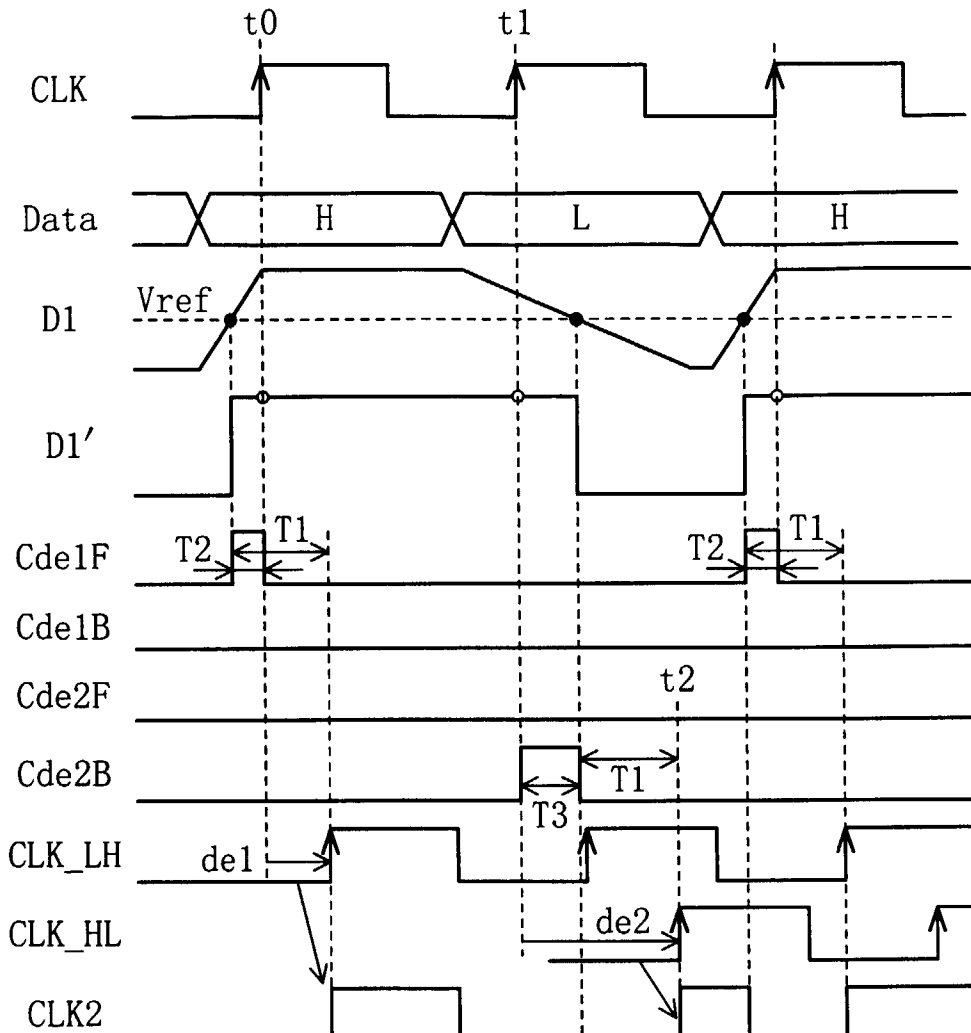 t0 t1
CLK
Data H L H
Vref
D1
D1′
T1 T1
Cde1F T2 T2
Cde1B
Cde2F t2
Cde2B T1
T3
CLK_LH de1
CLK_HL de2
CLK2